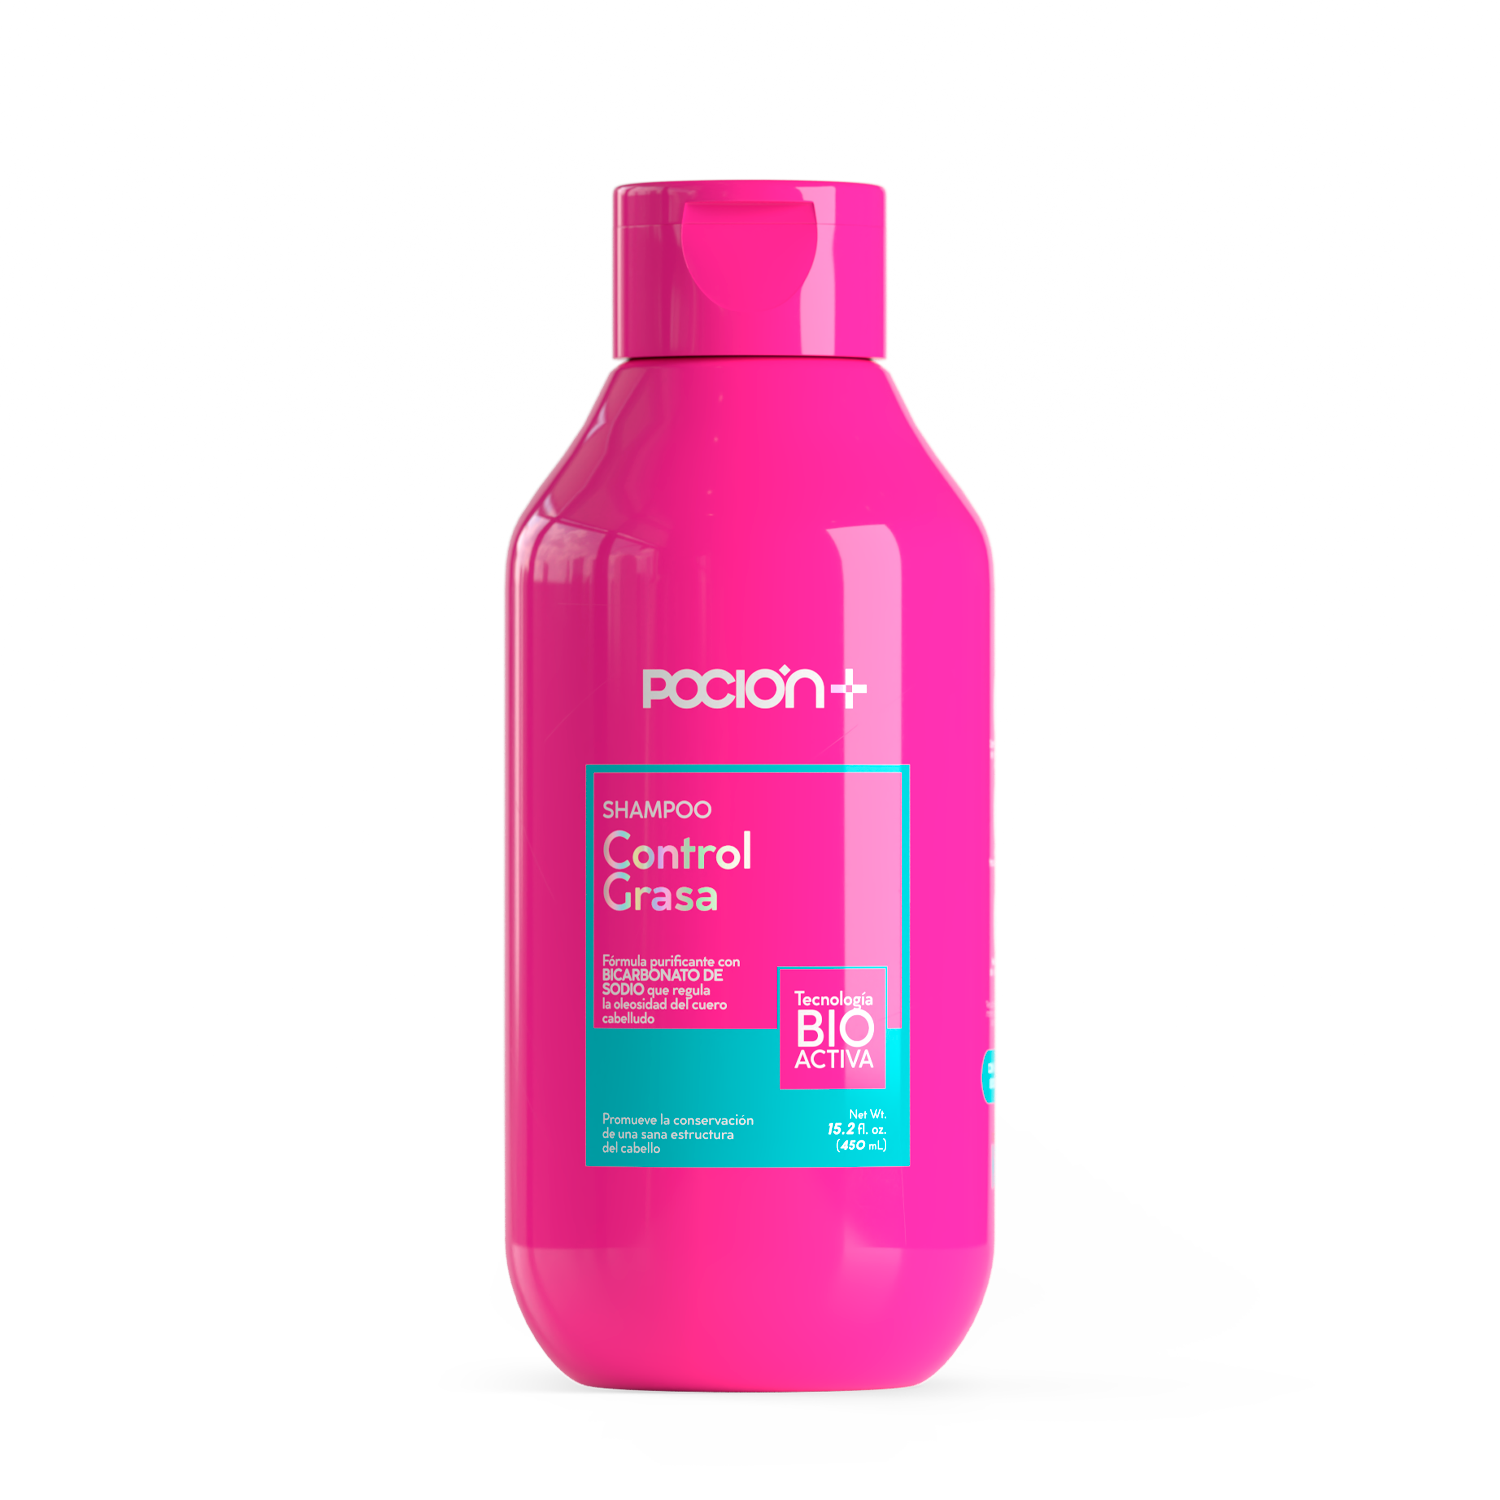 POCIÓN+
SHAMPOO
Control
Grasa
Fórmula purificante con
BICARBONATO DE
SODIO que regula
la oleosidad del cuero
cabelludo
Tecnología
BIO
ACTIVA
Promueve la conservación
de una sana estructura
del cabello
Net Wt.
15.2 fl. oz.
(450 mL)